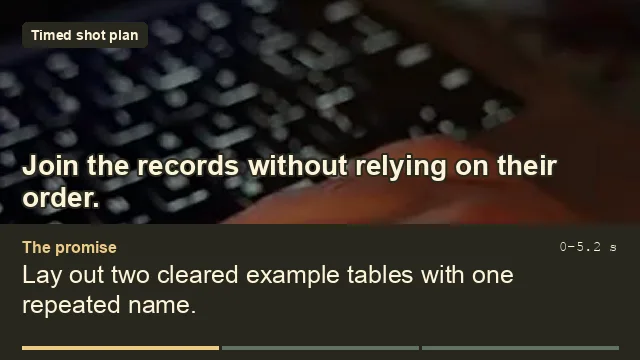 Timed shot plan
Join the records without relying on their
order.
The promise
0–5.2 s
Lay out two cleared example tables with one
repeated name.